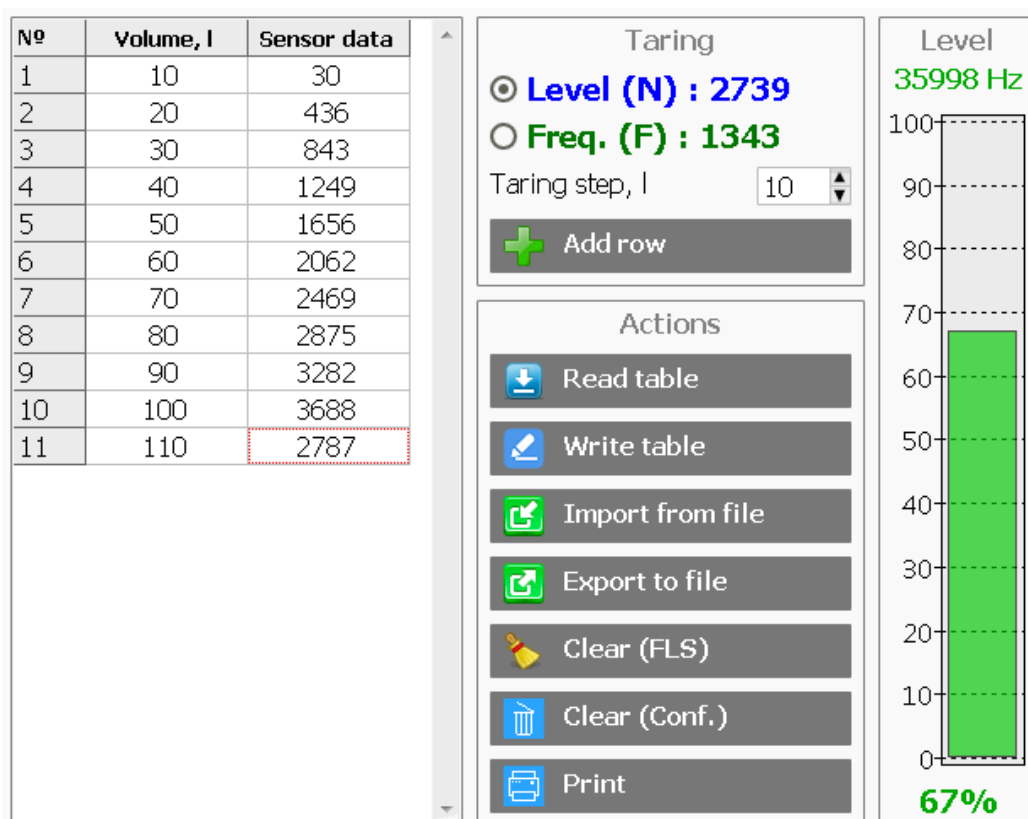 Nº Volume, l Sensor data
1 10 30
2 20 436
3 30 843
4 40 1249
5 50 1656
6 60 2062
7 70 2469
8 80 2875
9 90 3282
10 100 3688
11 110 2787
Taring
Level (N) : 2739
Freq. (F) : 1343
Taring step, l 10
Add row
Actions
Read table
Write table
Import from file
Export to file
Clear (FLS)
Clear (Conf.)
Print
Level
35998 Hz
100
90
80
70
60
50
40
30
20
10
0
67%